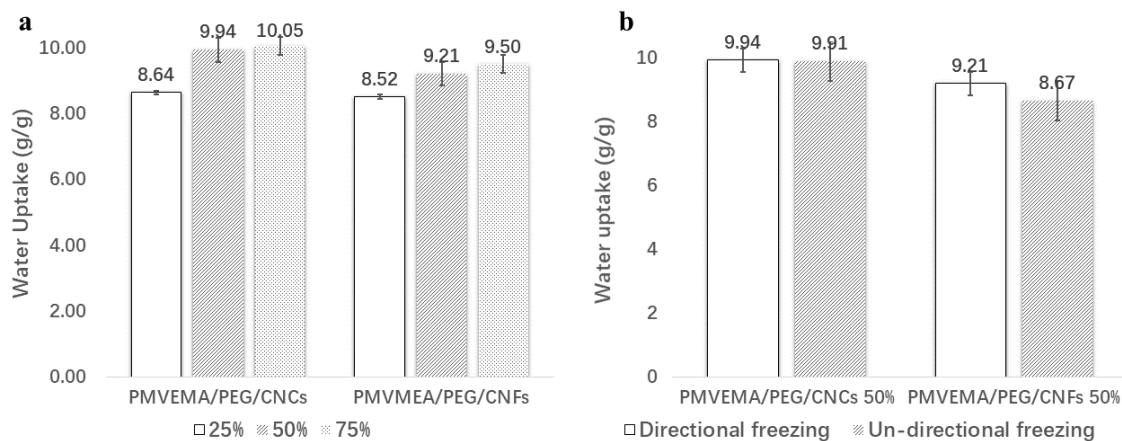 a
Water Uptake (g/g)
10.00
8.00
6.00
4.00
2.00
0.00
8.64
9.94
10.05
8.52
9.21
9.50
PMVEMA/PEG/CNCs
PMVMEA/PEG/CNFs
25%
50%
75%
b
Water uptake (g/g)
10
8
6
4
2
0
9.94
9.91
9.21
8.67
PMVEMA/PEG/CNCs 50%
PMVEMA/PEG/CNFs 50%
Directional freezing
Un-directional freezing